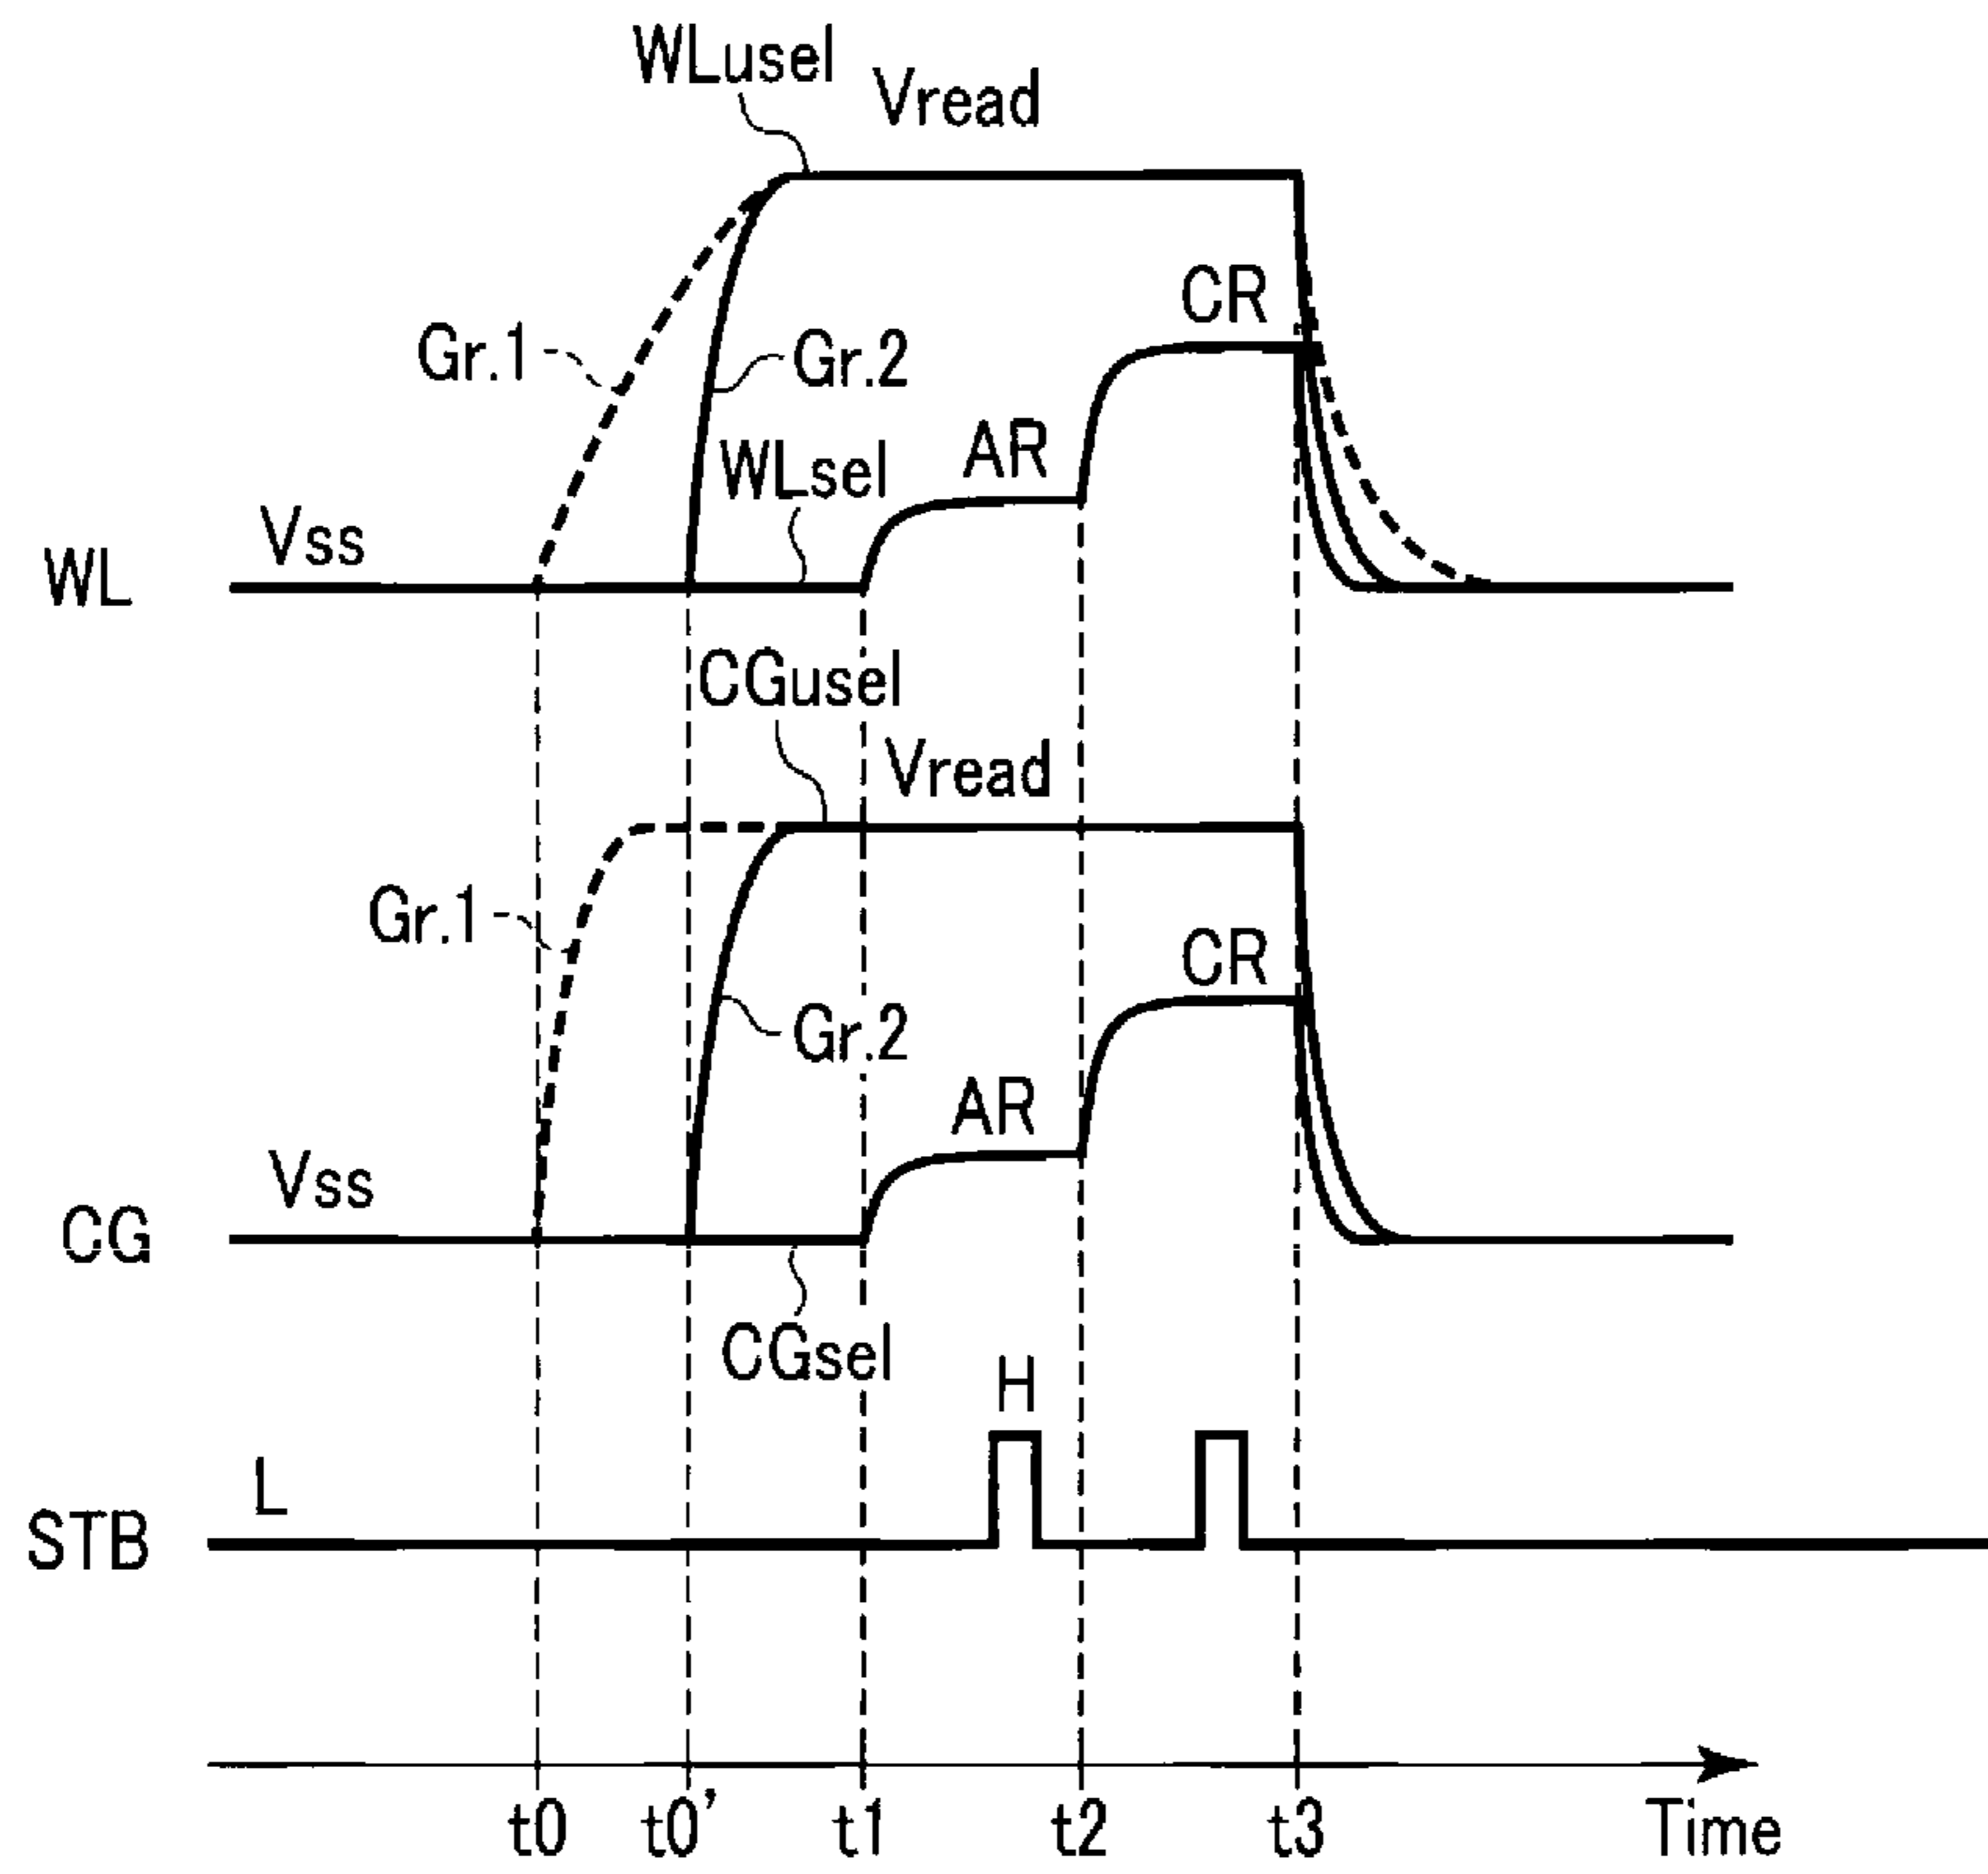 WLusel
Vread
CR
Gr.1
Gr.2
AR
WLsel
Vss
WL
CGusel
Vread
Gr.1
CR
Gr.2
AR
Vss
CG
CGsel
H
L
STB
t0 t0' t1 t2 t3 Time